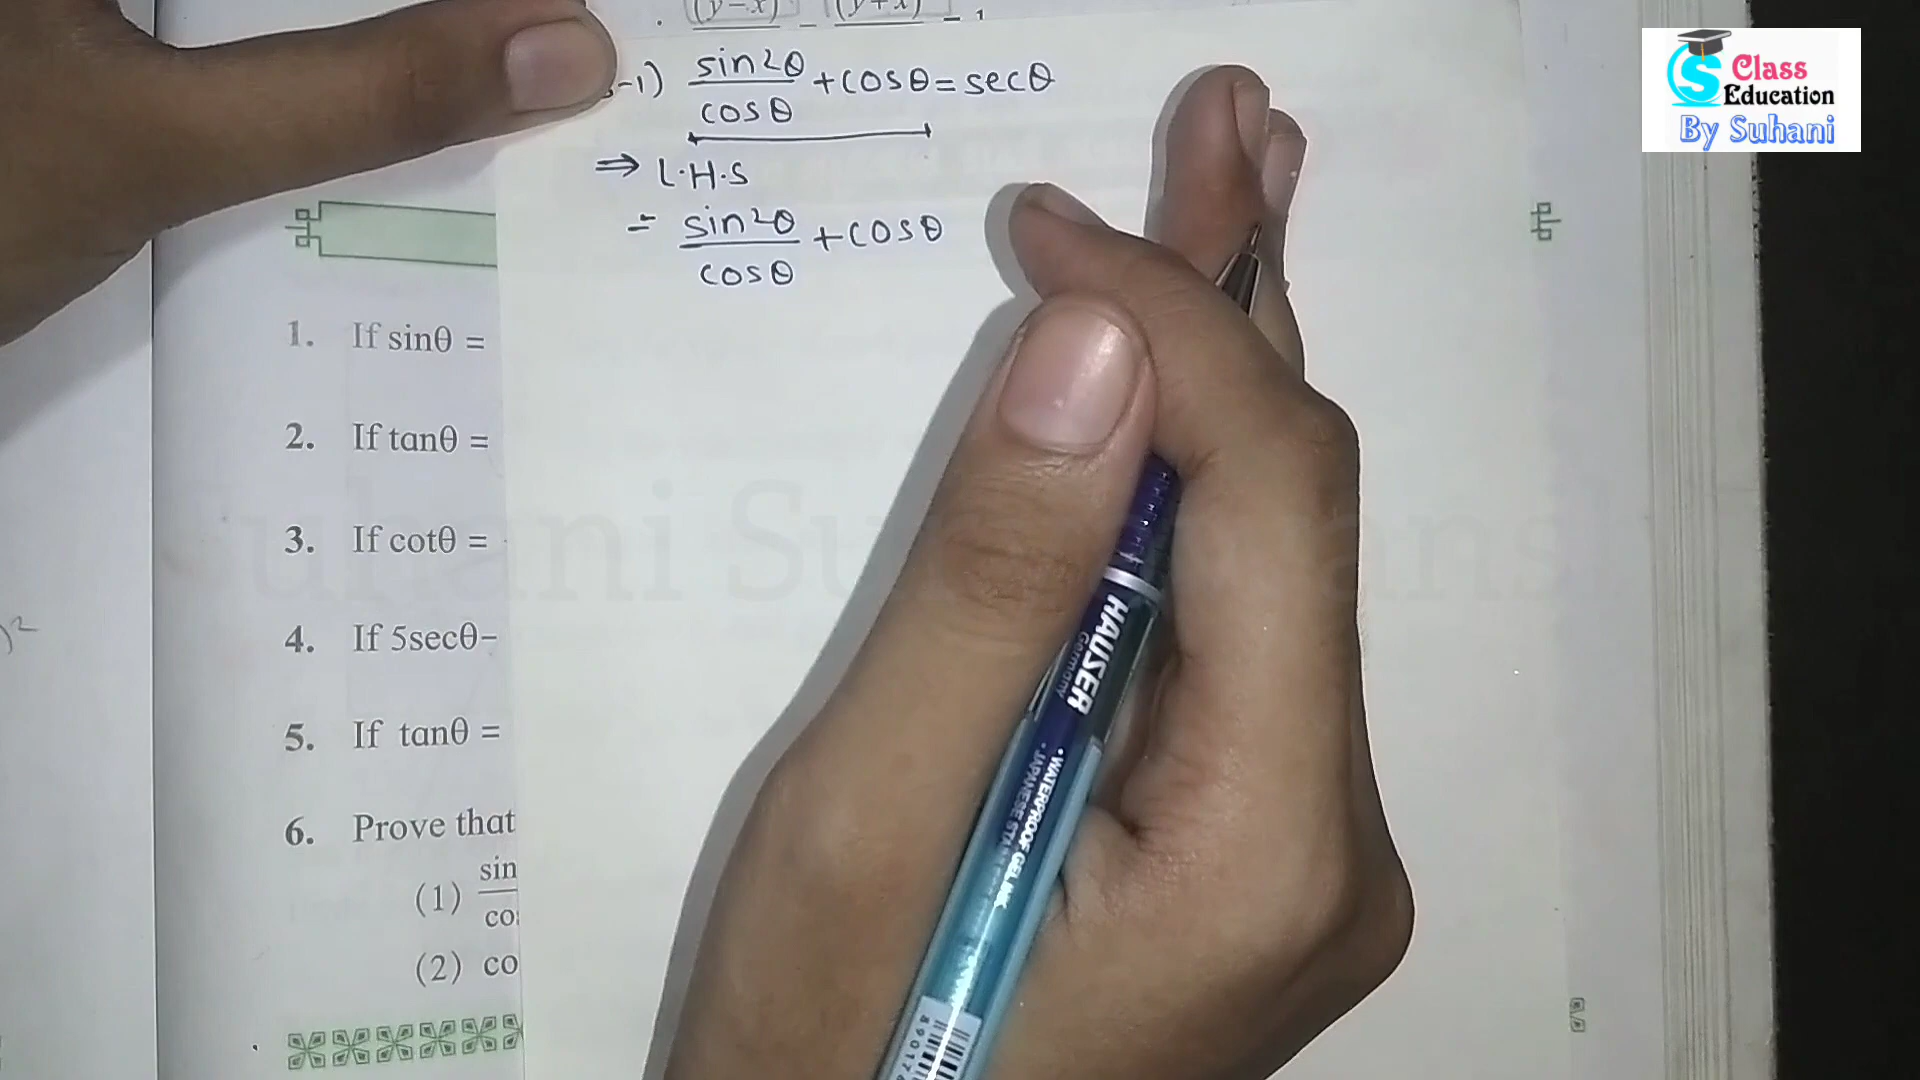 -1) sin2θ/cosθ + cosθ = secθ
⇒ L.H.S
= sin2θ/cosθ + cosθ
1. If sinθ =
2. If tanθ =
3. If cotθ =
4. If 5secθ−
5. If tanθ =
6. Prove that
(1) sin
co
(2) co
)²
Class
Education
By Suhani
HAUSER
Germany
• WATERPROOF GEL INK